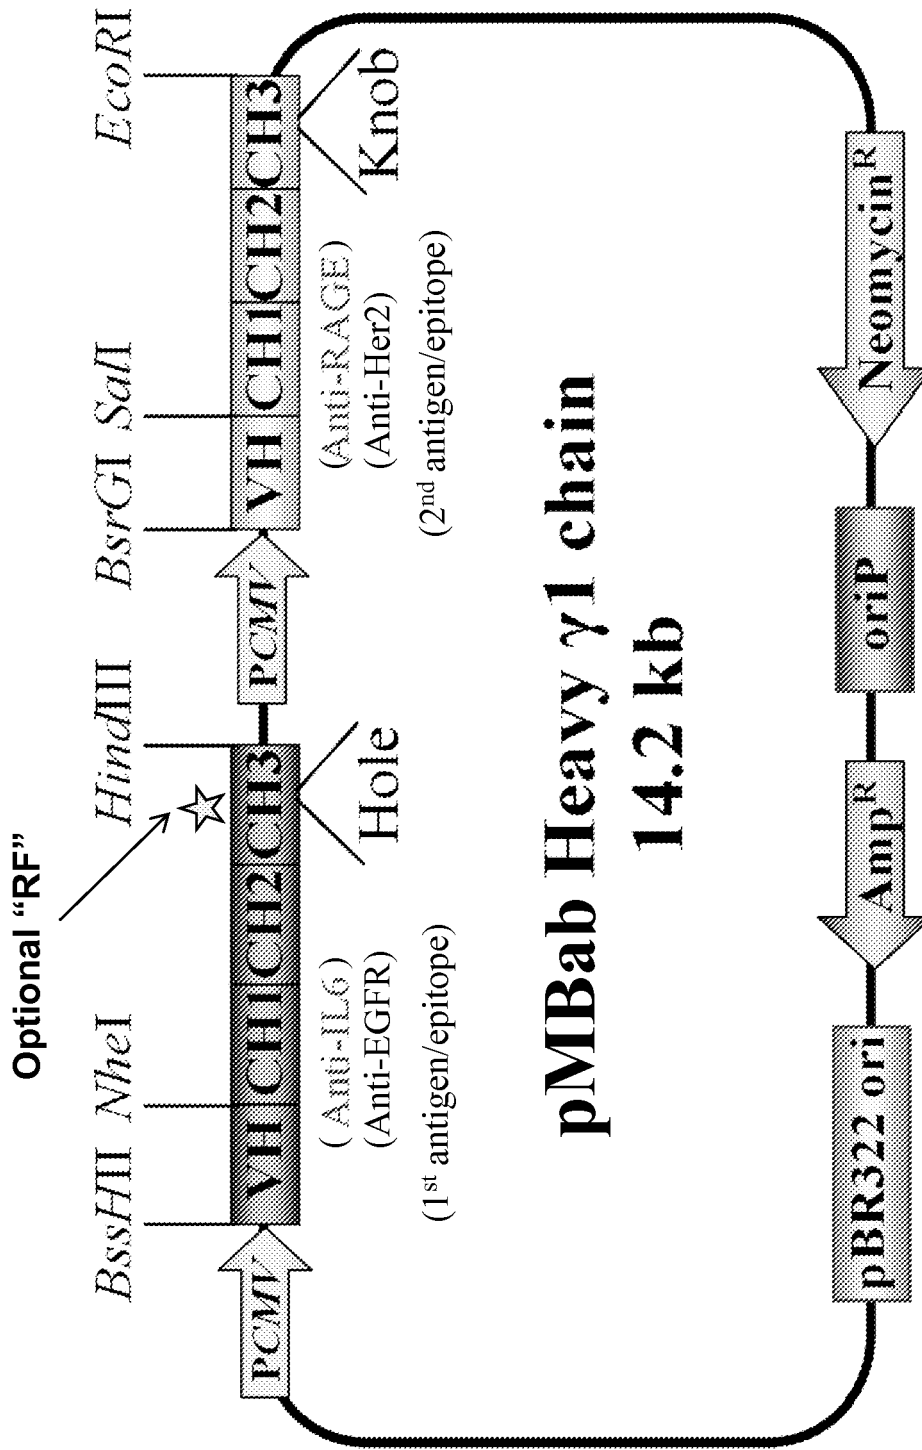 Optional “RF”
BssHII NheI HindIII BsrGI SalI EcoRI
PCMV VH CH1 CH2 CH3 PCMV VH CH1 CH2 CH3
Hole Knob
(Anti-IL6) (Anti-RAGE)
(Anti-EGFR) (Anti-Her2)
(1st antigen/epitope) (2nd antigen/epitope)
pMBab Heavy γ1 chain
14.2 kb
pBR322 ori AmpR oriP NeomycinR